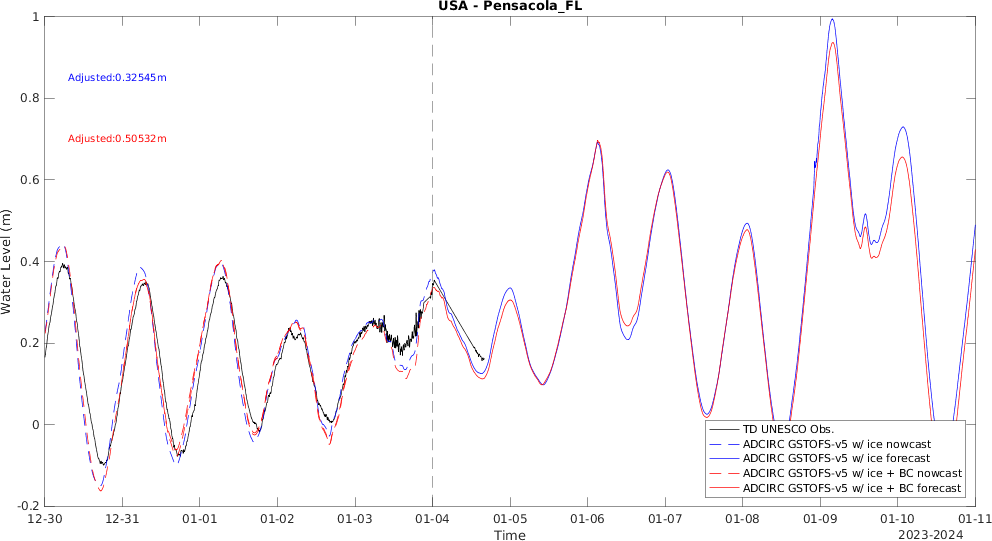 USA - Pensacola_FL
Adjusted:0.32545m
Adjusted:0.50532m
Water Level (m)
1
0.8
0.6
0.4
0.2
0
-0.2
TD UNESCO Obs.
ADCIRC GSTOFS-v5 w/ ice nowcast
ADCIRC GSTOFS-v5 w/ ice forecast
ADCIRC GSTOFS-v5 w/ ice + BC nowcast
ADCIRC GSTOFS-v5 w/ ice + BC forecast
12-30 12-31 01-01 01-02 01-03 01-04 01-05 01-06 01-07 01-08 01-09 01-10 01-11
Time
2023-2024